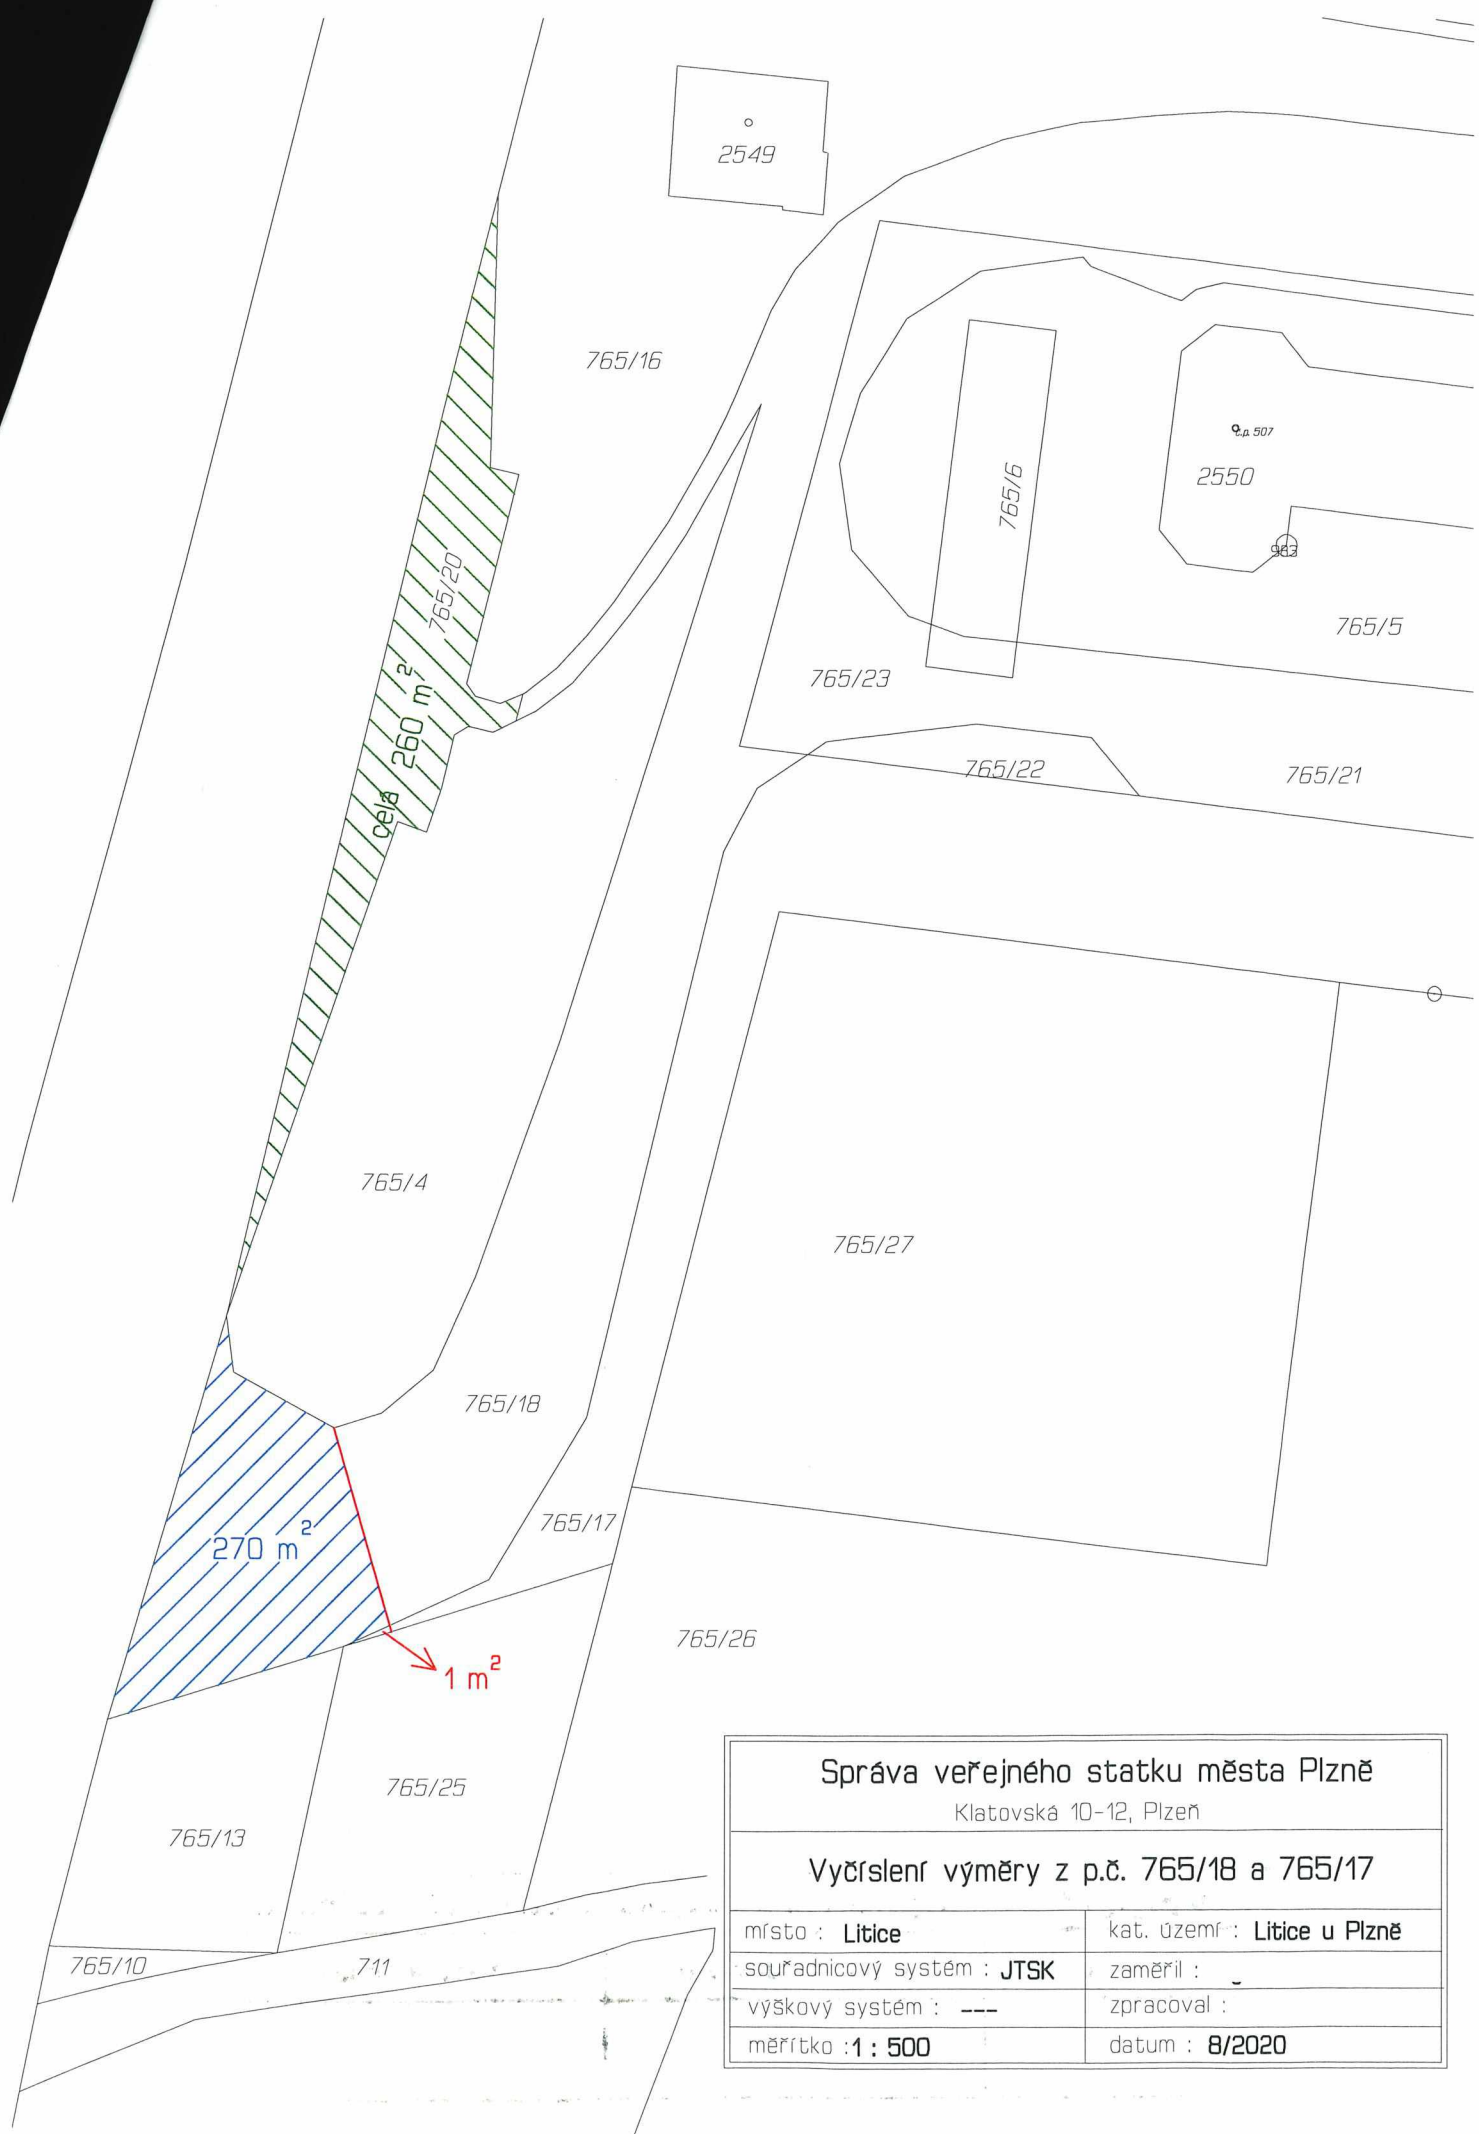 2549
765/16
č.p. 507
2550
765/6
983
765/20
765/5
765/23
celá 260 m²
765/22
765/21
765/4
765/27
765/18
765/17
270 m²
765/26
1 m²
765/25
765/13
765/10
711
Správa veřejného statku města Plzně
Klatovská 10-12, Plzeň
Vyčíslení výměry z p.č. 765/18 a 765/17
místo : Litice
kat. území : Litice u Plzně
souřadnicový systém : JTSK
zaměřil :
výškový systém : ---
zpracoval :
měřítko : 1 : 500
datum : 8/2020